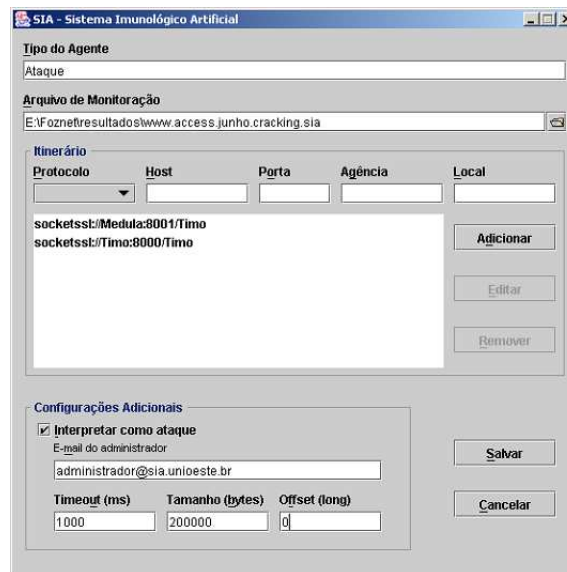 SIA - Sistema Imunológico Artificial
Tipo do Agente
Ataque
Arquivo de Monitoração
E:\Foznet\resultados\www.access.junho.cracking.sia
Itinerário
Protocolo Host Porta Agência Local
socketssl://Medula:8001/Timo
socketssl://Timo:8000/Timo
Adicionar
Editar
Remover
Configurações Adicionais
Interpretar como ataque
E-mail do administrador
administrador@sia.unioeste.br
Timeout (ms) Tamanho (bytes) Offset (long)
1000 200000 0
Salvar
Cancelar